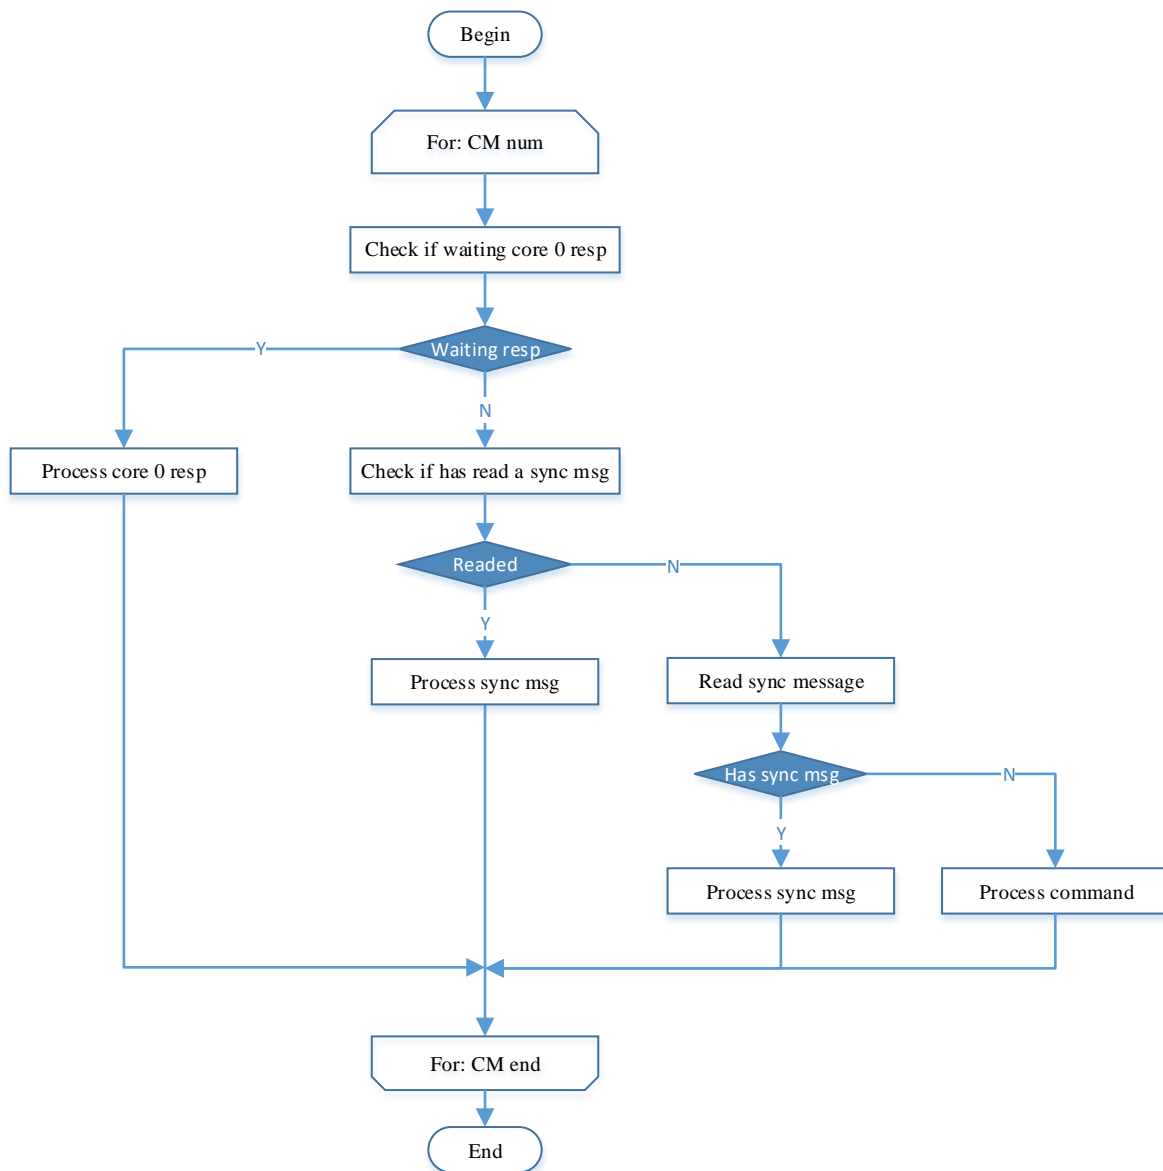 Begin
For: CM num
Check if waiting core 0 resp
Waiting resp
Y
N
Process core 0 resp
Check if has read a sync msg
Readed
N
Y
Process sync msg
Read sync message
Has sync msg
N
Y
Process sync msg
Process command
For: CM end
End